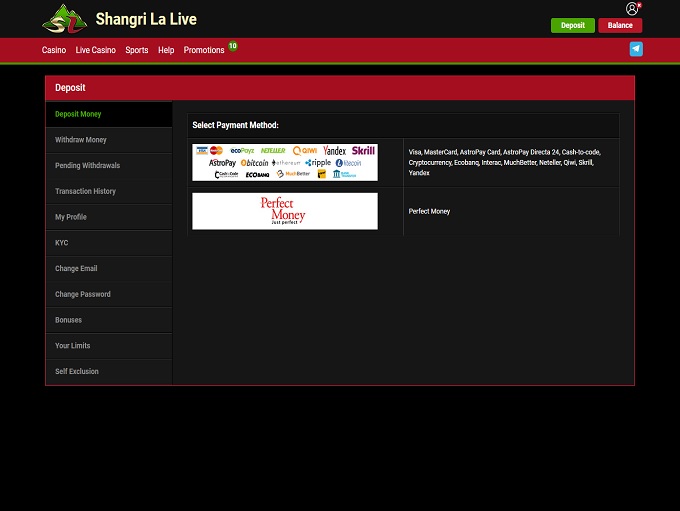 Shangri La Live
Deposit
Balance
Casino Live Casino Sports Help Promotions 10
Deposit
Deposit Money
Withdraw Money
Pending Withdrawals
Transaction History
My Profile
KYC
Change Email
Change Password
Bonuses
Your Limits
Self Exclusion
Select Payment Method:
VISA ecoPayz NETELLER QIWI Yandex Skrill
AstroPay bitcoin ethereum ripple litecoin
Cash to Code ECOBANK MuchBetter
Visa, MasterCard, AstroPay Card, AstroPay Directa 24, Cash-to-code,
Cryptocurrency, Ecobanq, Interac, MuchBetter, Neteller, Qiwi, Skrill,
Yandex
Perfect
Money
Just perfect
Perfect Money